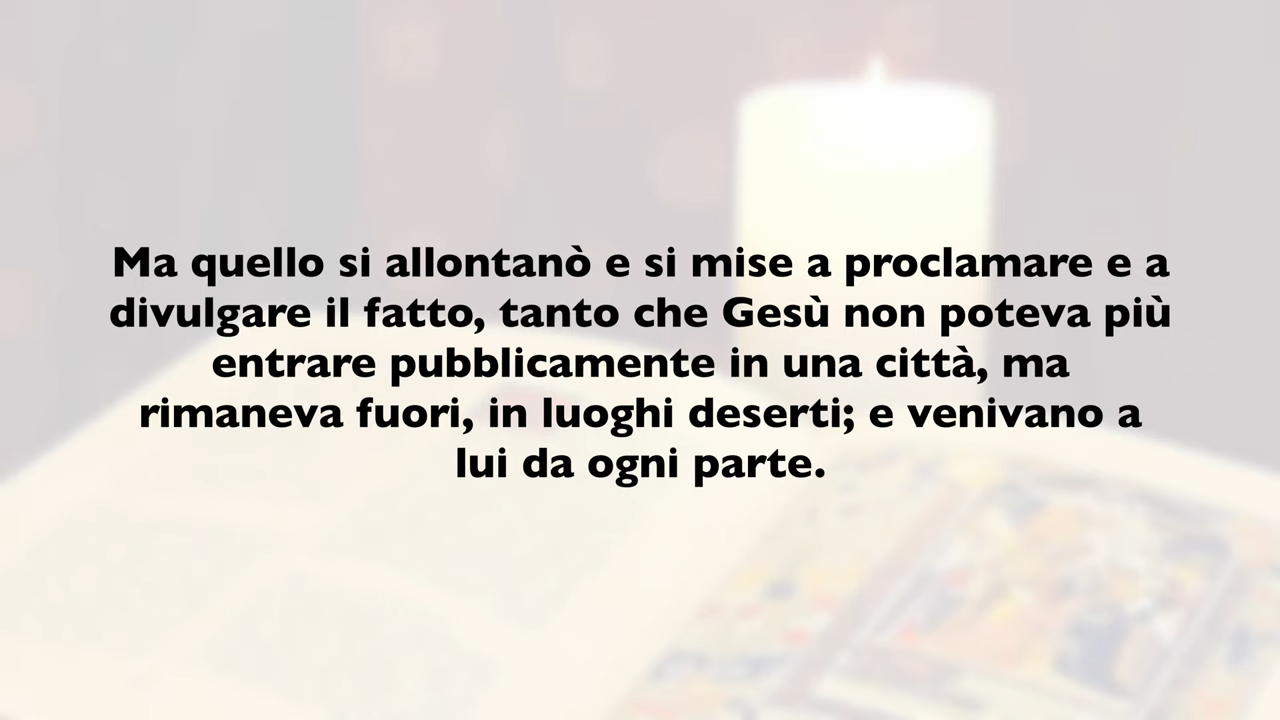 Ma quello si allontanò e si mise a proclamare e a
divulgare il fatto, tanto che Gesù non poteva più
entrare pubblicamente in una città, ma
rimaneva fuori, in luoghi deserti; e venivano a
lui da ogni parte.